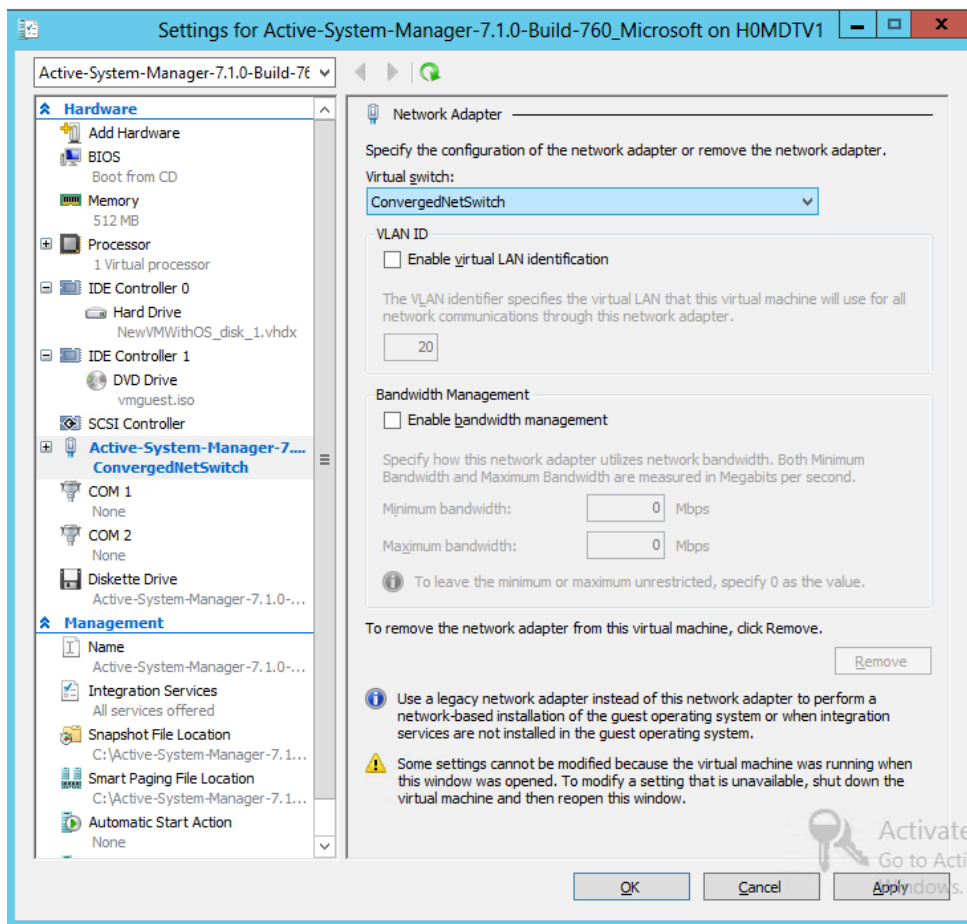 Settings for Active-System-Manager-7.1.0-Build-760_Microsoft on H0MDTV1
Active-System-Manager-7.1.0-Build-76
Hardware
Add Hardware
BIOS
Boot from CD
Memory
512 MB
Processor
1 Virtual processor
IDE Controller 0
Hard Drive
NewVMWithOS_disk_1.vhdx
IDE Controller 1
DVD Drive
vmguest.iso
SCSI Controller
Active-System-Manager-7....
ConvergedNetSwitch
COM 1
None
COM 2
None
Diskette Drive
Active-System-Manager-7.1.0-...
Management
Name
Active-System-Manager-7.1.0-...
Integration Services
All services offered
Snapshot File Location
C:\Active-System-Manager-7.1...
Smart Paging File Location
C:\Active-System-Manager-7.1...
Automatic Start Action
None
Network Adapter
Specify the configuration of the network adapter or remove the network adapter.
Virtual switch:
ConvergedNetSwitch
VLAN ID
Enable virtual LAN identification
The VLAN identifier specifies the virtual LAN that this virtual machine will use for all
network communications through this network adapter.
20
Bandwidth Management
Enable bandwidth management
Specify how this network adapter utilizes network bandwidth. Both Minimum
Bandwidth and Maximum Bandwidth are measured in Megabits per second.
Minimum bandwidth: 0 Mbps
Maximum bandwidth: 0 Mbps
To leave the minimum or maximum unrestricted, specify 0 as the value.
To remove the network adapter from this virtual machine, click Remove.
Remove
Use a legacy network adapter instead of this network adapter to perform a
network-based installation of the guest operating system or when integration
services are not installed in the guest operating system.
Some settings cannot be modified because the virtual machine was running when
this window was opened. To modify a setting that is unavailable, shut down the
virtual machine and then reopen this window.
Activate
Go to Acti
OK Cancel Apply